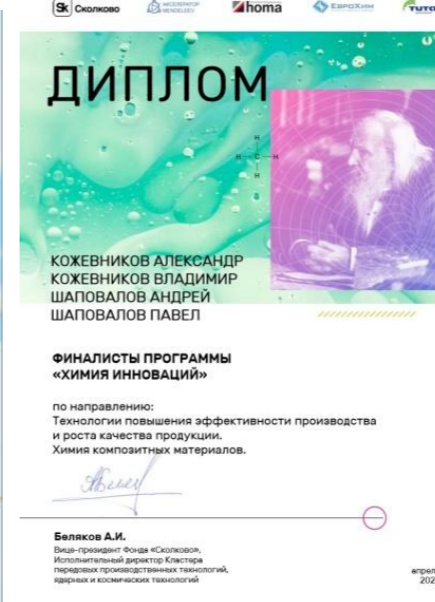 Sk Сколково
АКСЕЛЕРАТОР
MENDELEEV
homa
ЕвроХим
ДИПЛОМ
H
H C H
H
КОЖЕВНИКОВ АЛЕКСАНДР
КОЖЕВНИКОВ ВЛАДИМИР
ШАПОВАЛОВ АНДРЕЙ
ШАПОВАЛОВ ПАВЕЛ
ФИНАЛИСТЫ ПРОГРАММЫ
«ХИМИЯ ИННОВАЦИЙ»
по направлению:
Технологии повышения эффективности производства
и роста качества продукции.
Химия композитных материалов.
Беляков А.И.
Вице-президент Фонда «Сколково»,
Исполнительный директор Кластера
передовых производственных технологий,
ядерных и космических технологий